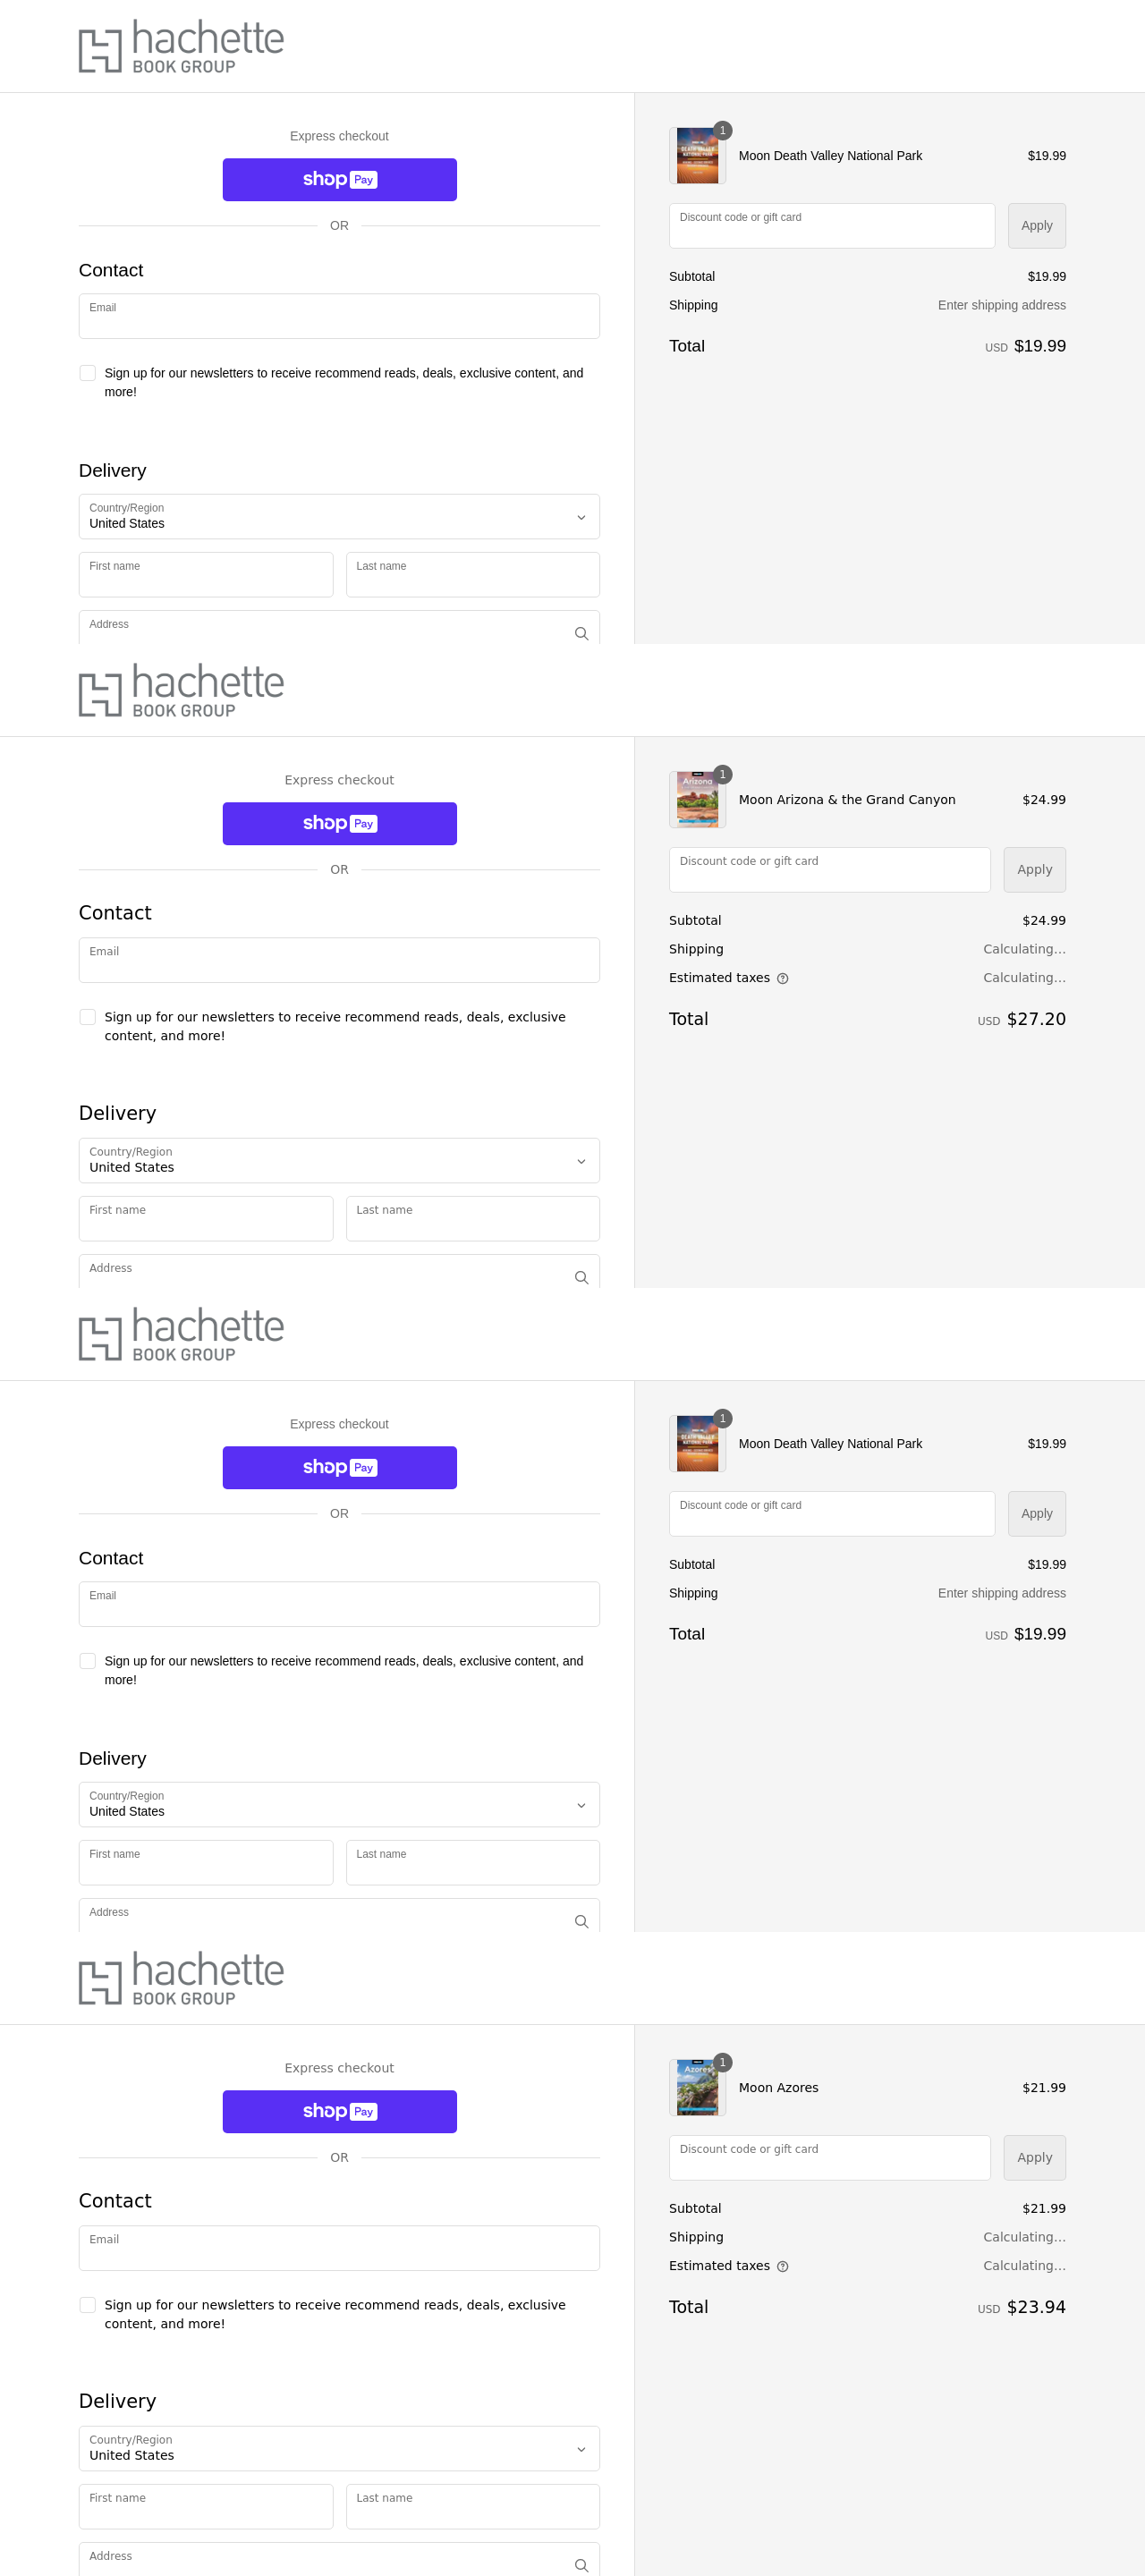 hachette
BOOK GROUP
Express checkout
shop Pay
OR
Contact
Email
Sign up for our newsletters to receive recommend reads, deals, exclusive content, and
more!
Delivery
Country/Region
United States
First name
Last name
Address
1
DEATH VALLEY
NATIONAL PARK
Moon Death Valley National Park
$19.99
Discount code or gift card
Apply
Subtotal
$19.99
Shipping
Enter shipping address
Total
USD $19.99
hachette
BOOK GROUP
Express checkout
shop Pay
OR
Contact
Email
Sign up for our newsletters to receive recommend reads, deals, exclusive
content, and more!
Delivery
Country/Region
United States
First name
Last name
Address
1
Arizona
Moon Arizona & the Grand Canyon
$24.99
Discount code or gift card
Apply
Subtotal
$24.99
Shipping
Calculating...
Estimated taxes
Calculating...
Total
USD $27.20
hachette
BOOK GROUP
Express checkout
shop Pay
OR
Contact
Email
Sign up for our newsletters to receive recommend reads, deals, exclusive content, and
more!
Delivery
Country/Region
United States
First name
Last name
Address
1
DEATH VALLEY
NATIONAL PARK
Moon Death Valley National Park
$19.99
Discount code or gift card
Apply
Subtotal
$19.99
Shipping
Enter shipping address
Total
USD $19.99
hachette
BOOK GROUP
Express checkout
shop Pay
OR
Contact
Email
Sign up for our newsletters to receive recommend reads, deals, exclusive
content, and more!
Delivery
Country/Region
United States
First name
Last name
Address
1
Azores
Moon Azores
$21.99
Discount code or gift card
Apply
Subtotal
$21.99
Shipping
Calculating...
Estimated taxes
Calculating...
Total
USD $23.94